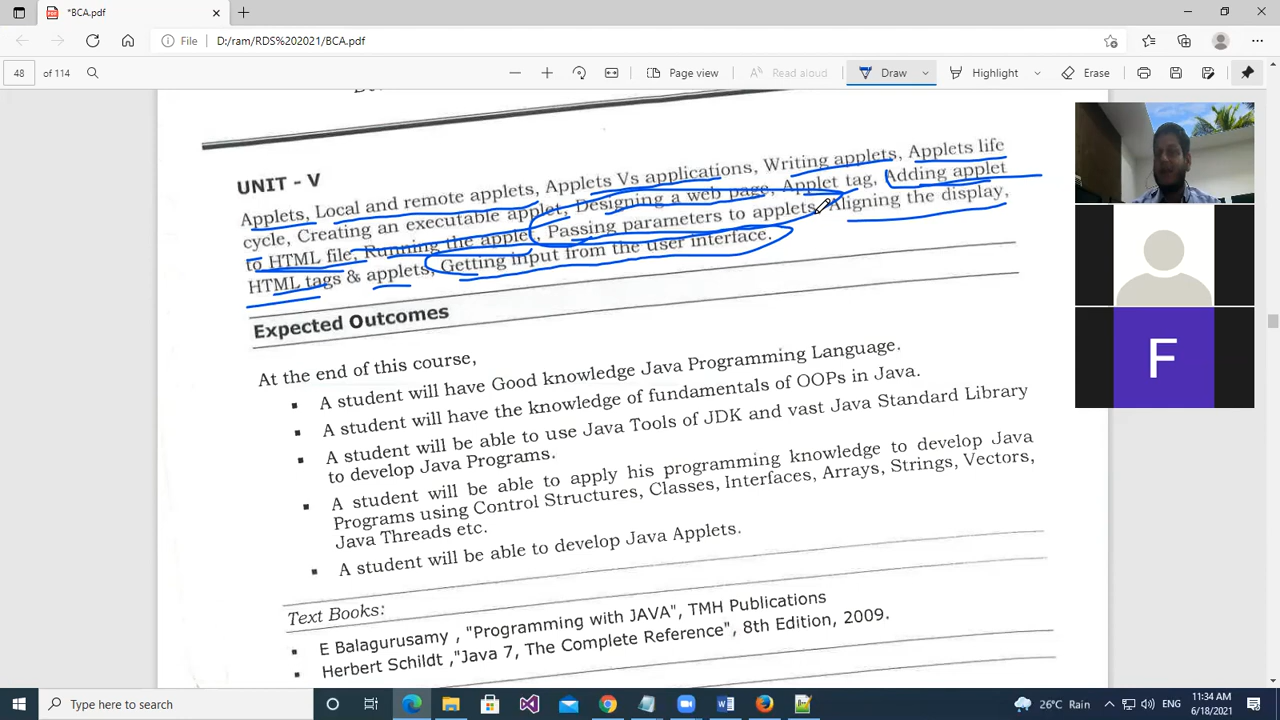 *BCA.pdf
File
D:/ram/RDS%202021/BCA.pdf
48
of 114
Page view
Read aloud
Draw
Highlight
Erase
UNIT - V
Applets, Local and remote applets, Applets Vs applications, Writing applets, Applets life
cycle, Creating an executable applet, Designing a web page, Applet tag, Adding applet
to HTML file, Running the applet, Passing parameters to applets, Aligning the display,
HTML tags & applets, Getting input from the user interface.
Expected Outcomes
At the end of this course,
▪ A student will have Good knowledge Java Programming Language.
▪ A student will have the knowledge of fundamentals of OOPs in Java.
▪ A student will be able to use Java Tools of JDK and vast Java Standard Library
to develop Java Programs.
▪ A student will be able to apply his programming knowledge to develop Java
Programs using Control Structures, Classes, Interfaces, Arrays, Strings, Vectors,
Java Threads etc.
▪ A student will be able to develop Java Applets.
Text Books:
▪ E Balagurusamy , "Programming with JAVA", TMH Publications
▪ Herbert Schildt ,"Java 7, The Complete Reference", 8th Edition, 2009.
F
Type here to search
26°C Rain
ENG
11:34 AM
6/18/2021